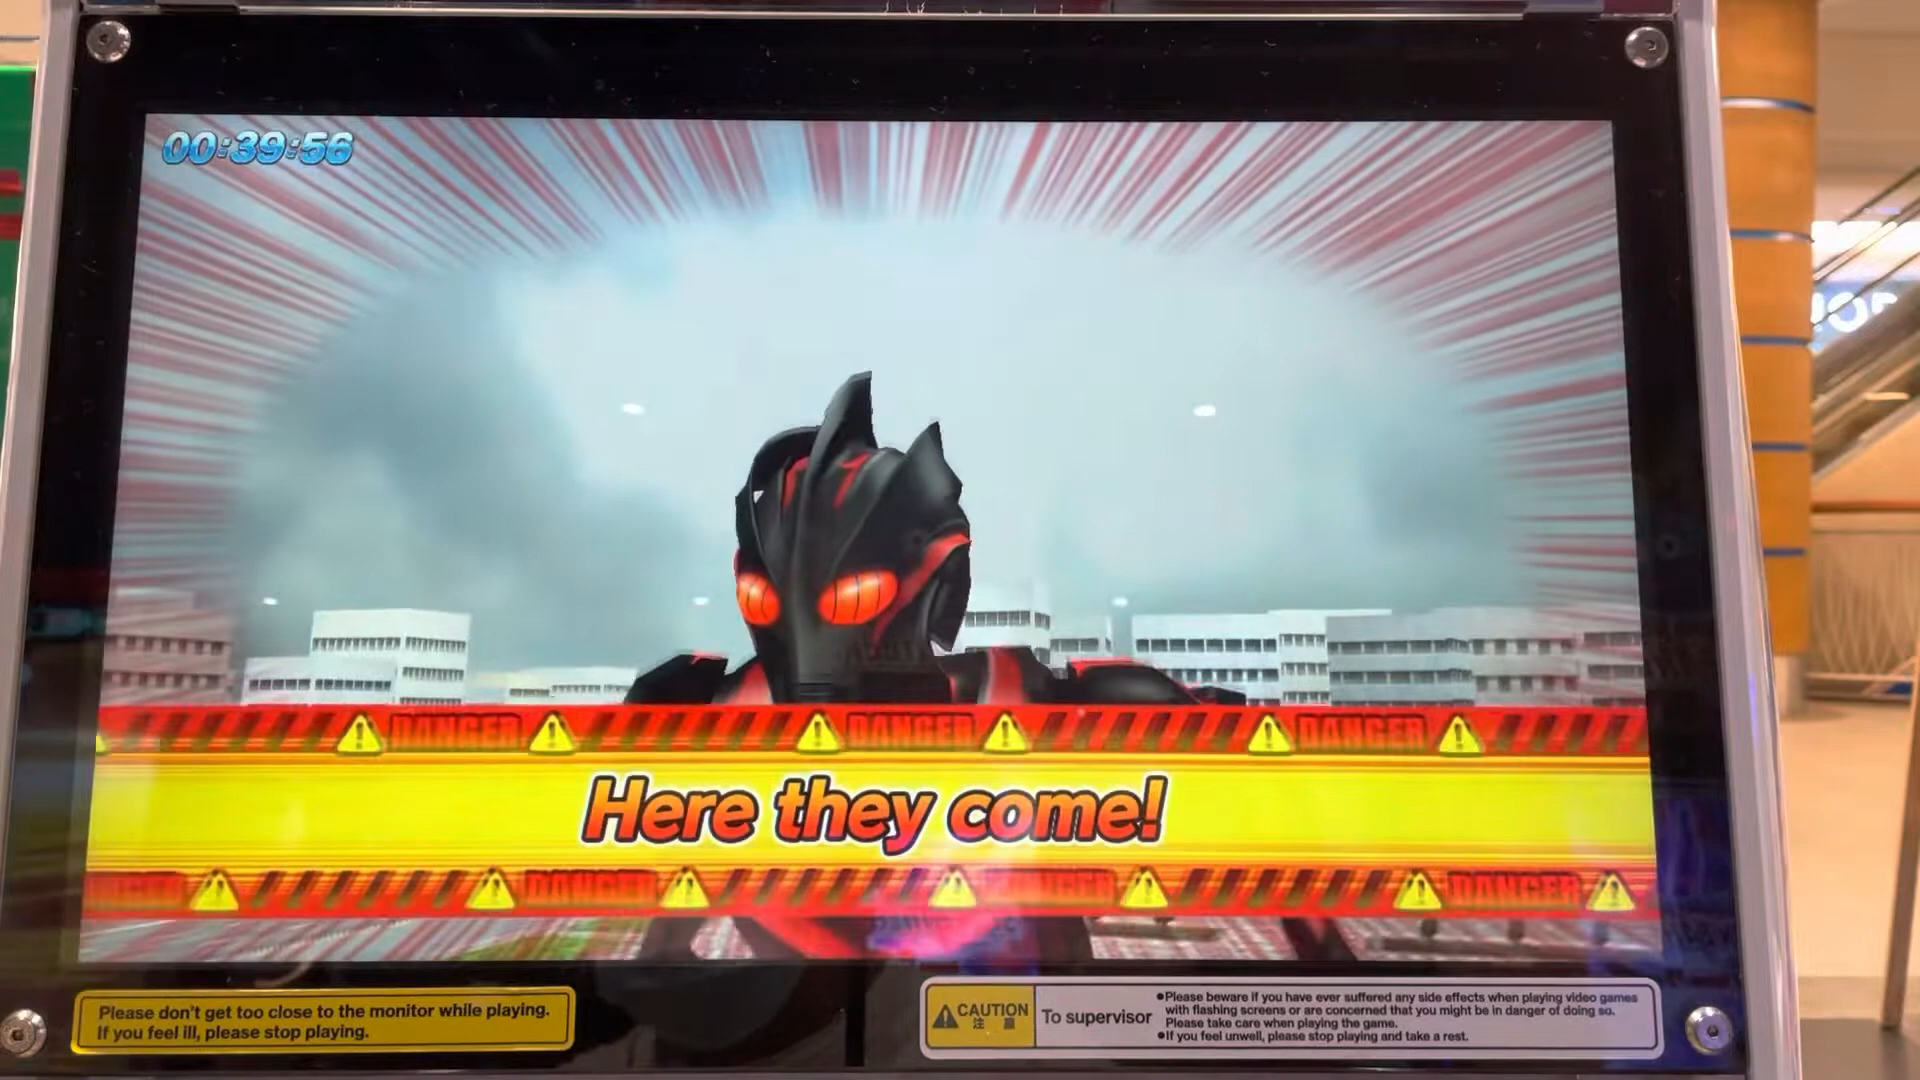 00:39:56
DANGER DANGER DANGER
Here they come!
DANGER DANGER DANGER DANGER
Please don't get too close to the monitor while playing.
If you feel ill, please stop playing.
CAUTION
注 意
To supervisor
•Please beware if you have ever suffered any side effects when playing video games
with flashing screens or are concerned that you might be in danger of doing so.
Please take care when playing the game.
•If you feel unwell, please stop playing and take a rest.